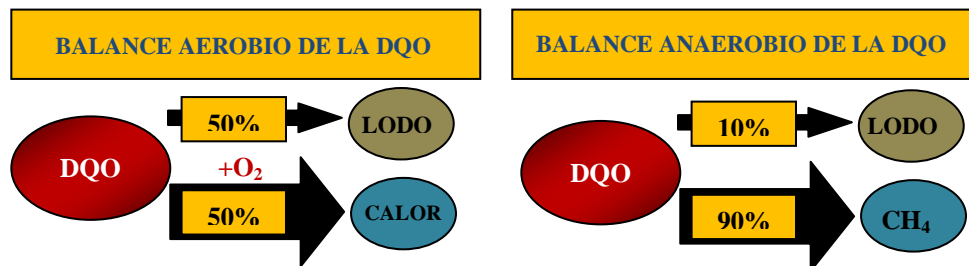 BALANCE AEROBIO DE LA DQO
DQO
50%
LODO
+O₂
50%
CALOR
BALANCE ANAEROBIO DE LA DQO
DQO
10%
LODO
90%
CH₄